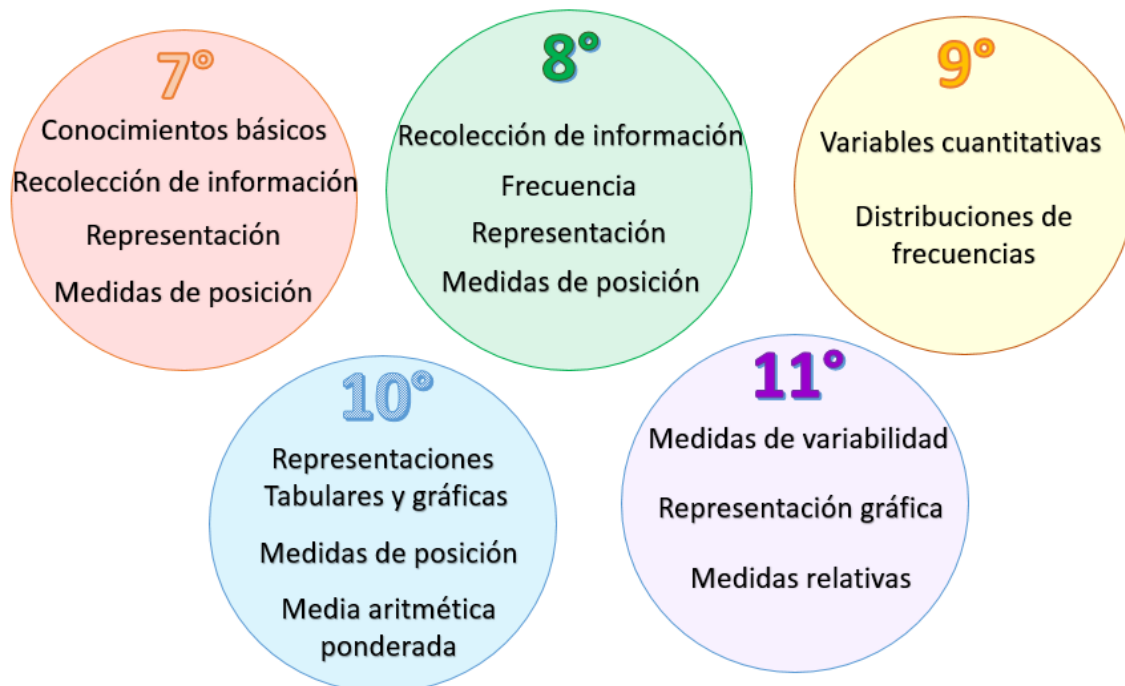 7°
Conocimientos básicos
Recolección de información
Representación
Medidas de posición
8°
Recolección de información
Frecuencia
Representación
Medidas de posición
9°
Variables cuantitativas
Distribuciones de
frecuencias
10°
Representaciones
Tabulares y gráficas
Medidas de posición
Media aritmética
ponderada
11°
Medidas de variabilidad
Representación gráfica
Medidas relativas